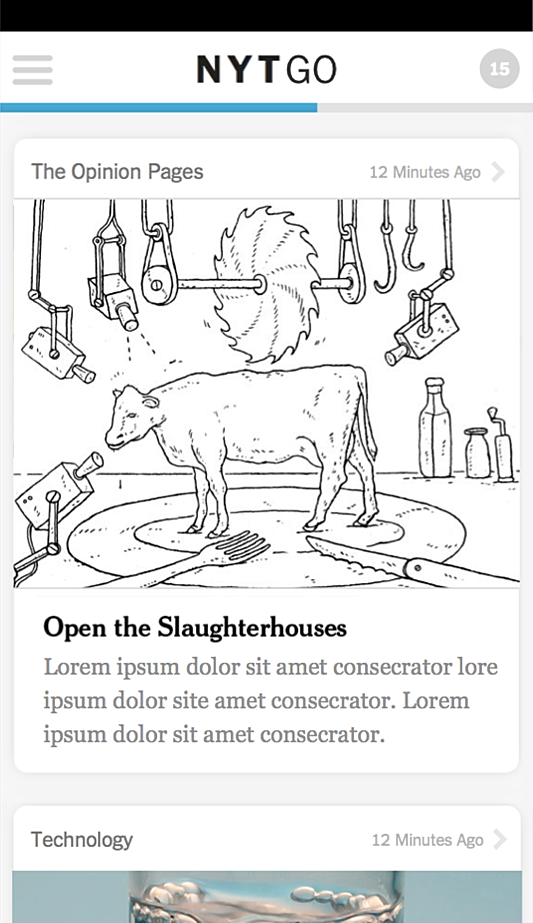 NYTGO
15
The Opinion Pages
12 Minutes Ago
Open the Slaughterhouses
Lorem ipsum dolor sit amet consecrator lore
ipsum dolor site amet consecrator. Lorem
ipsum dolor sit amet consecrator.
Technology
12 Minutes Ago